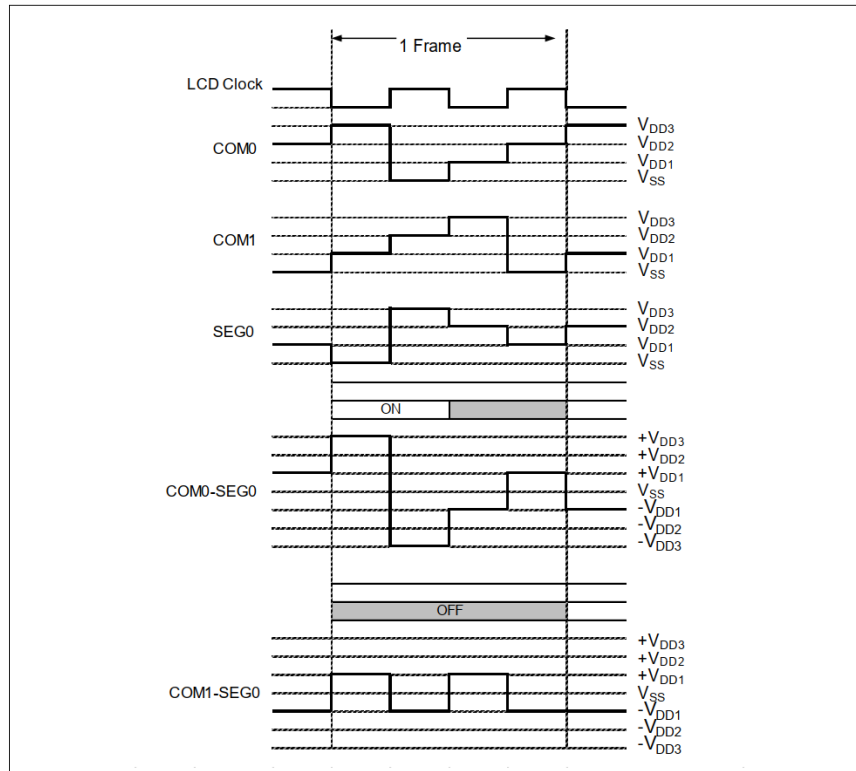 1 Frame
LCD Clock
COM0
VDD3
VDD2
VDD1
VSS
COM1
VDD3
VDD2
VDD1
VSS
SEG0
VDD3
VDD2
VDD1
VSS
ON
COM0-SEG0
+VDD3
+VDD2
+VDD1
VSS
-VDD1
-VDD2
-VDD3
OFF
COM1-SEG0
+VDD3
+VDD2
+VDD1
VSS
-VDD1
-VDD2
-VDD3